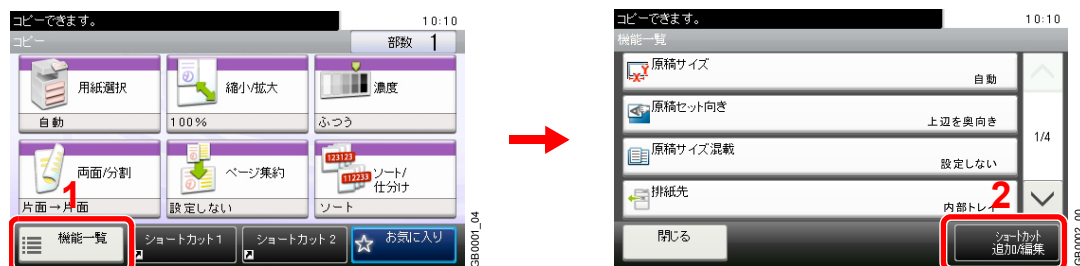 コピーできます。
10:10
コピー
部数 1
用紙選択
自動
縮小/拡大
100%
濃度
ふつう
両面/分割
片面→片面
ページ集約
設定しない
123123
112233
ソート/
仕分け
ソート
1
機能一覧
ショートカット1
ショートカット 2
お気に入り
GB0001_04
コピーできます。
10:10
機能一覧
原稿サイズ
自動
原稿セット向き
上辺を奥向き
原稿サイズ混載
設定しない
排紙先
内部トレイ
1/4
2
閉じる
ショートカット
追加/編集
GB0002_00